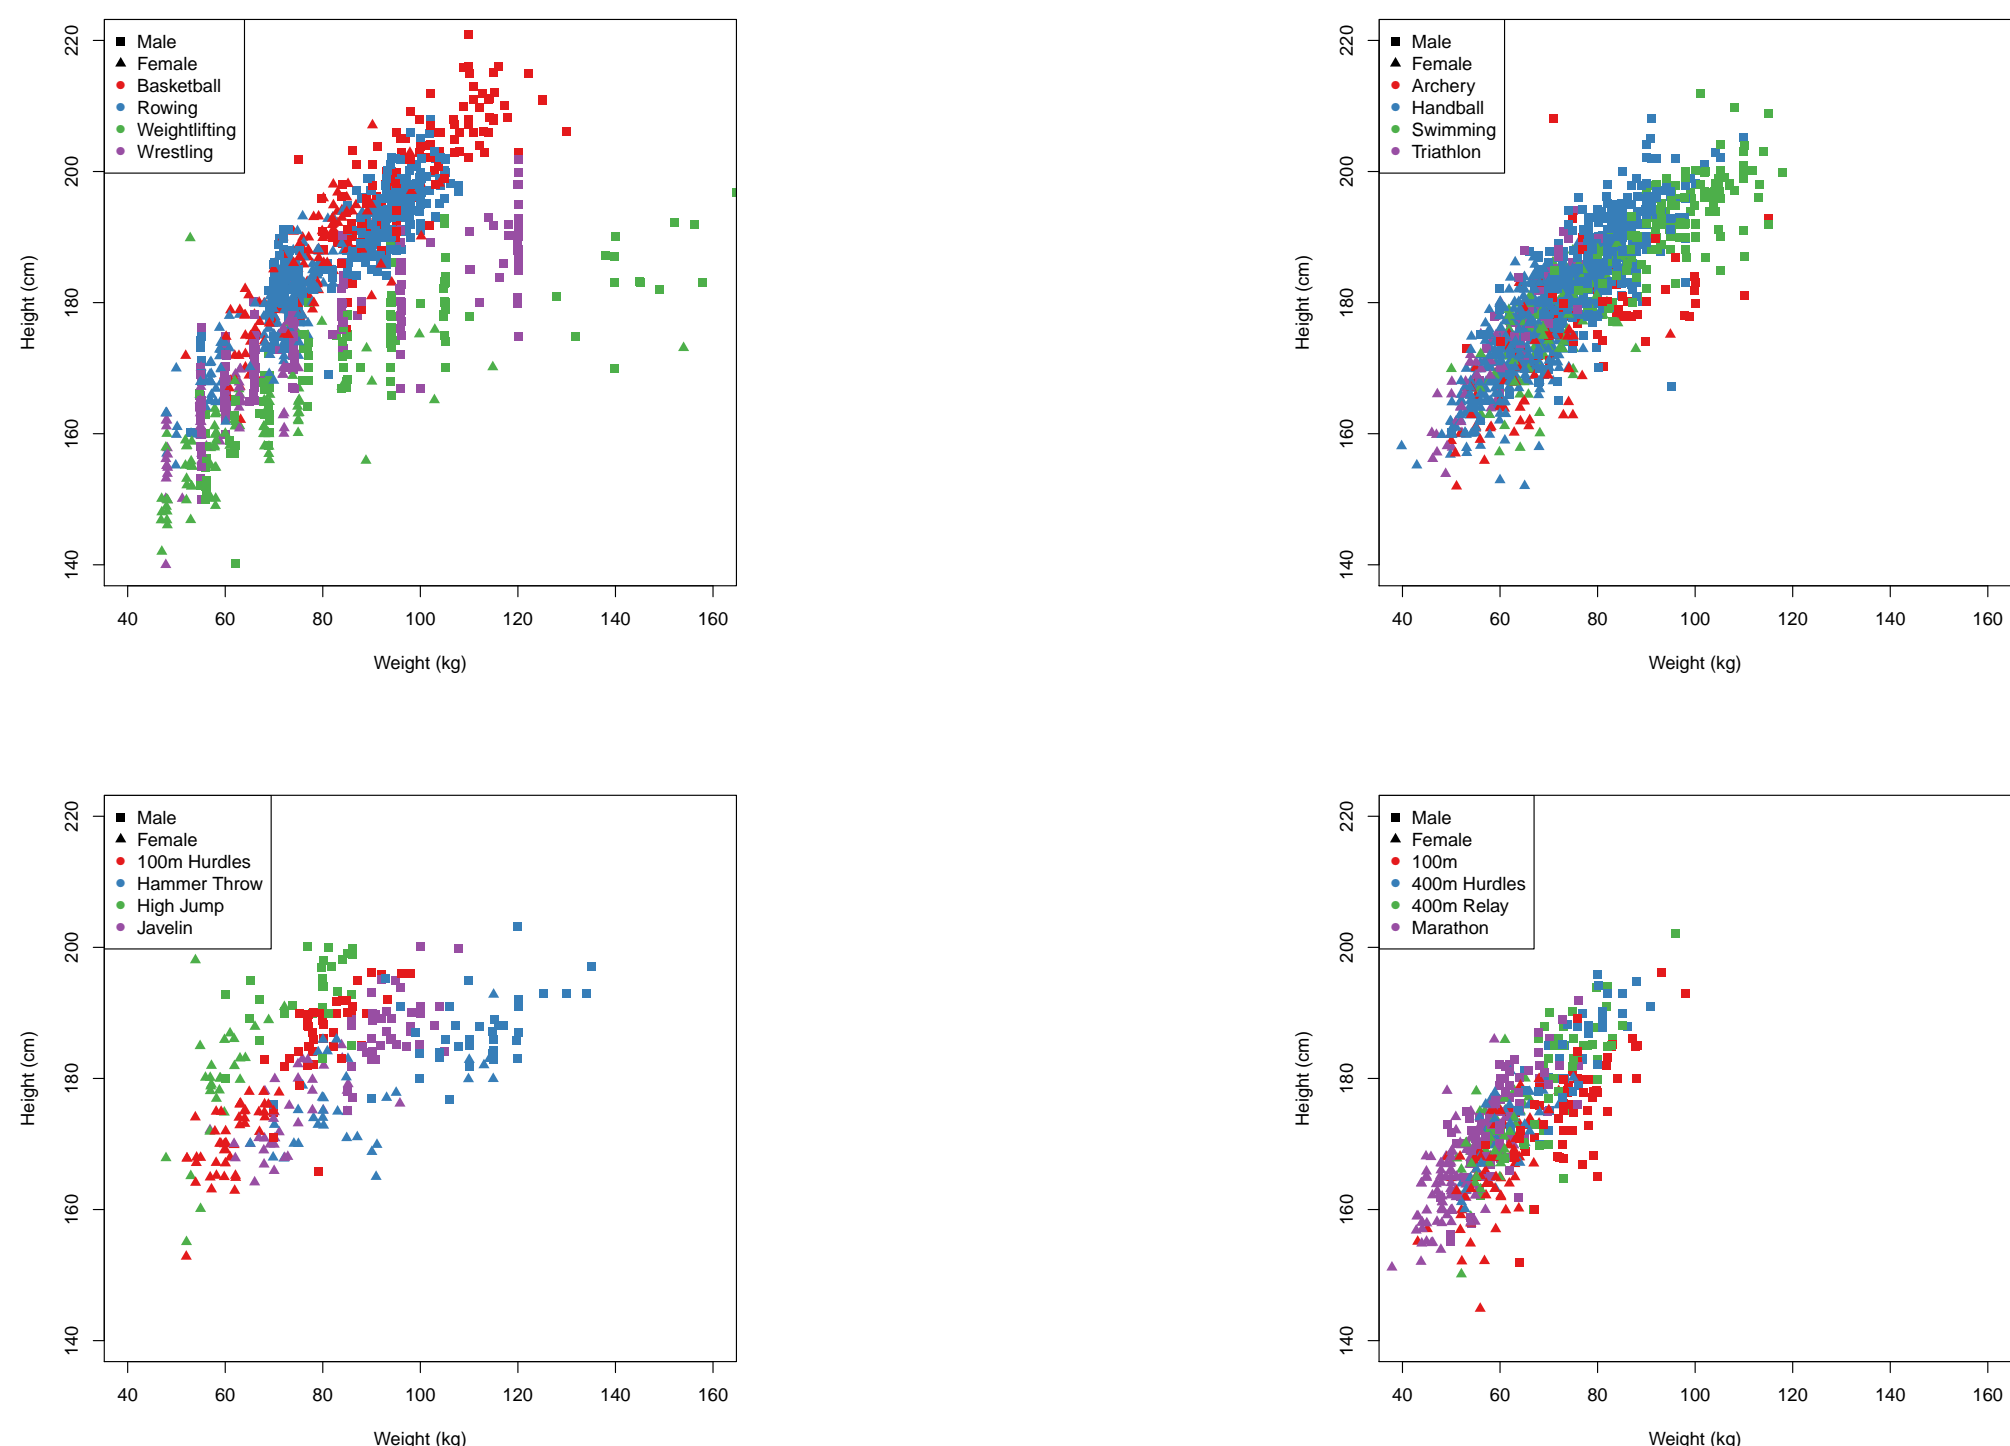 Male
Female
Basketball
Rowing
Weightlifting
Wrestling
220
200
180
160
140
Height (cm)
40 60 80 100 120 140 160
Weight (kg)
Male
Female
Archery
Handball
Swimming
Triathlon
220
200
180
160
140
Height (cm)
40 60 80 100 120 140 160
Weight (kg)
Male
Female
100m Hurdles
Hammer Throw
High Jump
Javelin
220
200
180
160
140
Height (cm)
40 60 80 100 120 140 160
Weight (kg)
Male
Female
100m
400m Hurdles
400m Relay
Marathon
220
200
180
160
140
Height (cm)
40 60 80 100 120 140 160
Weight (kg)